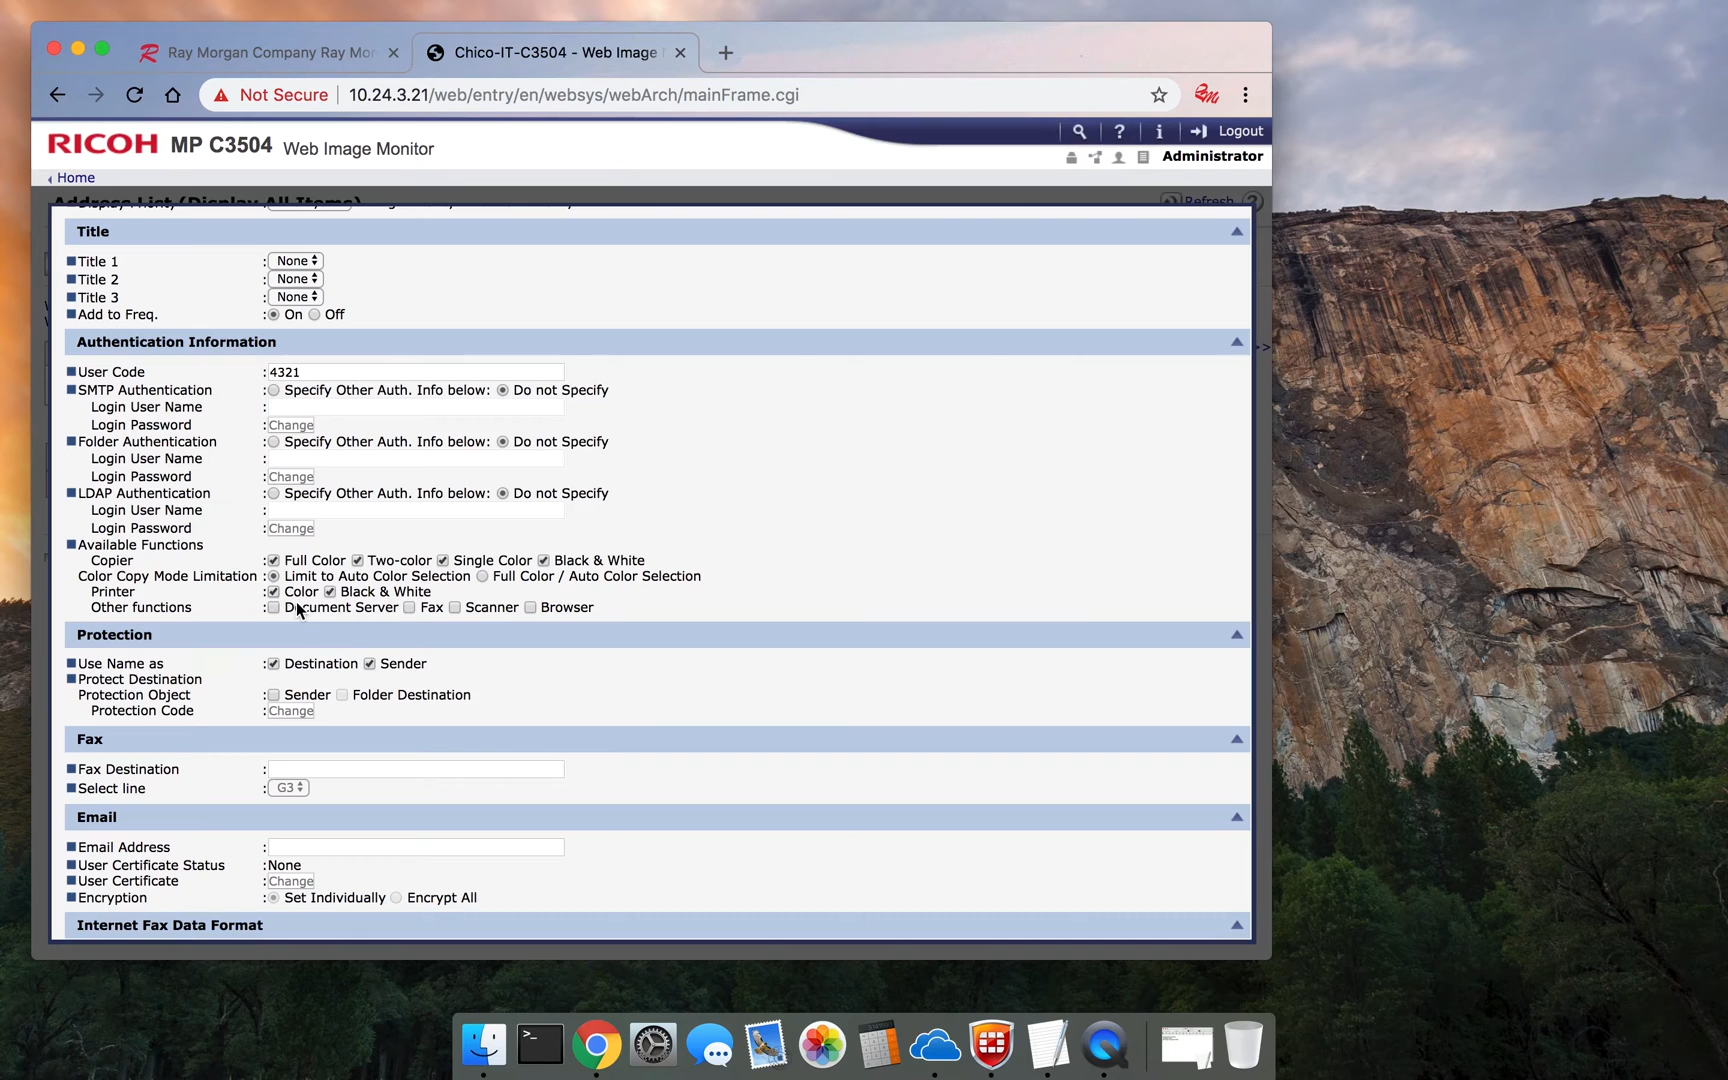 Ray Morgan Company Ray Mor
Chico-IT-C3504 - Web Image
Not Secure 10.24.3.21/web/entry/en/websys/webArch/mainFrame.cgi
RICOH MP C3504 Web Image Monitor
? i Logout
Administrator
Home
Address List (Display All Items)
Refresh ?
Title
Title 1 : None
Title 2 : None
Title 3 : None
Add to Freq. : On Off
Authentication Information
User Code : 4321
SMTP Authentication : Specify Other Auth. Info below: Do not Specify
Login User Name :
Login Password : Change
Folder Authentication : Specify Other Auth. Info below: Do not Specify
Login User Name :
Login Password : Change
LDAP Authentication : Specify Other Auth. Info below: Do not Specify
Login User Name :
Login Password : Change
Available Functions
Copier : Full Color Two-color Single Color Black & White
Color Copy Mode Limitation : Limit to Auto Color Selection Full Color / Auto Color Selection
Printer : Color Black & White
Other functions : Document Server Fax Scanner Browser
Protection
Use Name as : Destination Sender
Protect Destination
Protection Object : Sender Folder Destination
Protection Code : Change
Fax
Fax Destination :
Select line : G3
Email
Email Address :
User Certificate Status :None
User Certificate : Change
Encryption : Set Individually Encrypt All
Internet Fax Data Format